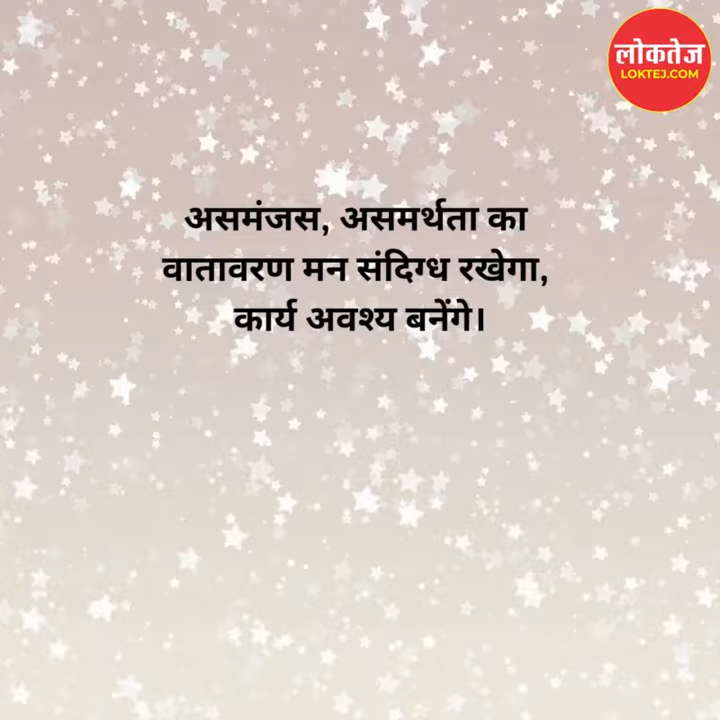 लोकतेज
LOKTEJ.COM
असमंजस, असमर्थता का
वातावरण मन संदिग्ध रखेगा,
कार्य अवश्य बनेंगे।